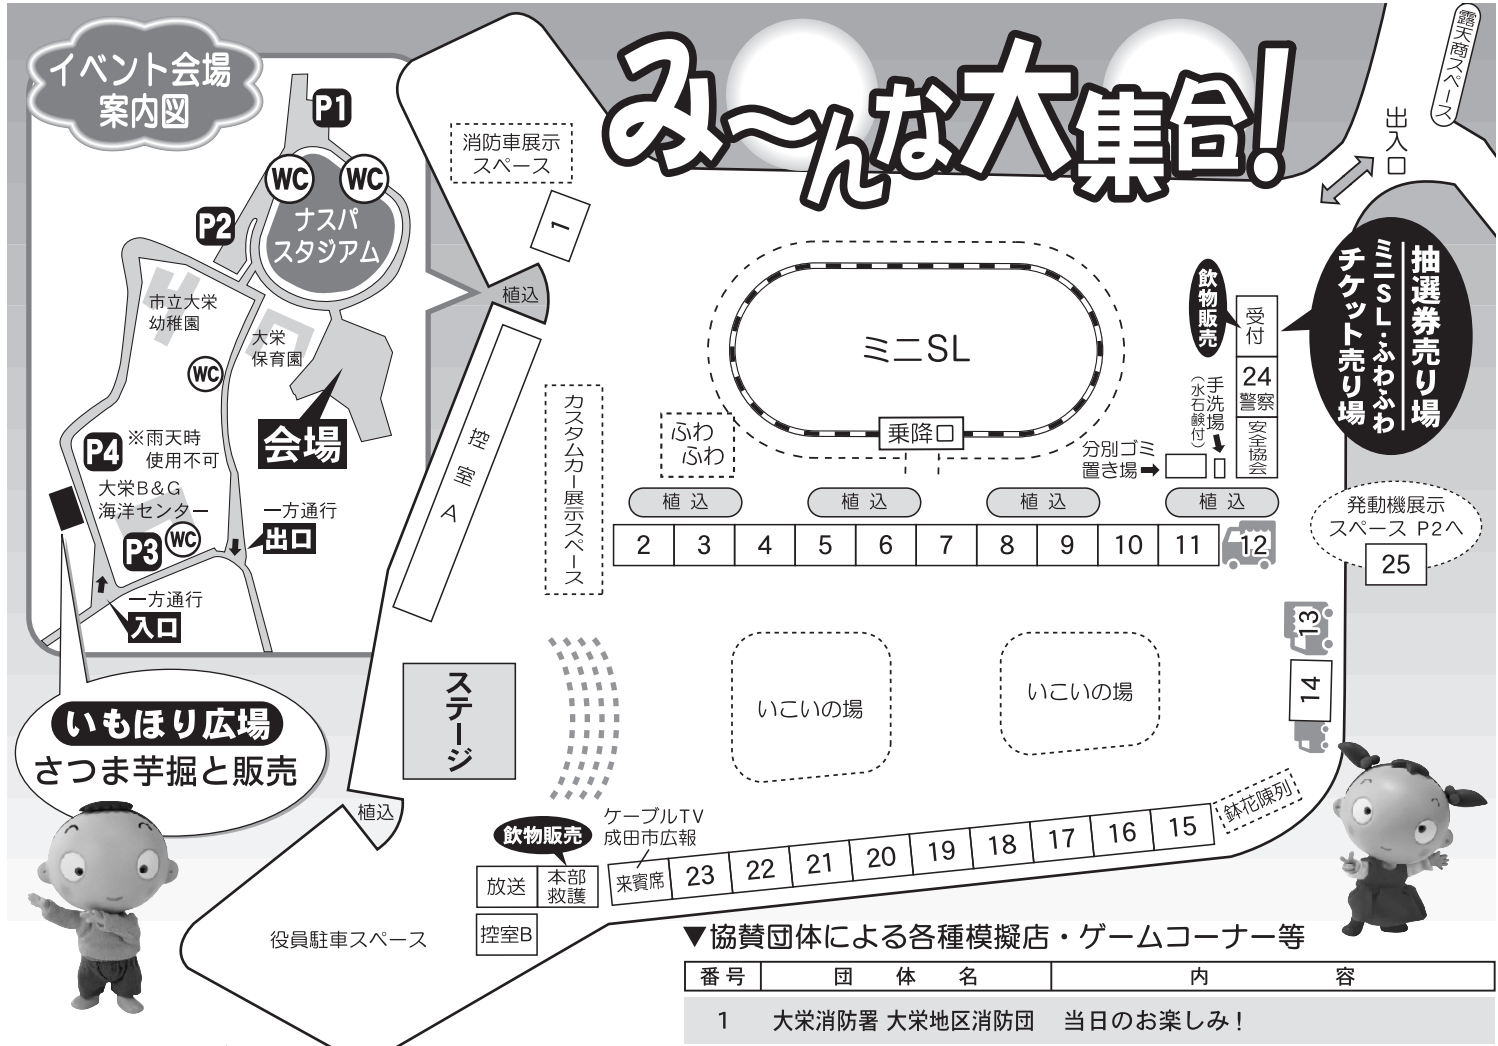 イベント会場
案内図
み〜んな大集合!
露天商スペース
出入口
P1
WC
WC
P2
ナスパ
スタジアム
市立大栄
幼稚園
大栄
保育園
WC
会場
P4
※雨天時
使用不可
大栄B&G
海洋センター
WC
P3
一方通行
出口
一方通行
入口
いもほり広場
さつま芋掘と販売
消防車展示
スペース
1
植込
控室A
カスタムカー展示スペース
ミニSL
乗降口
ふわ
ふわ
飲物販売
受付
24
警察
安全協会
手洗場
(水石鹸付)
分別ゴミ
置き場
抽選券売り場
ミニSL・ふわふわ
チケット売り場
植込
植込
植込
植込
2 3 4 5 6 7 8 9 10 11 12
発動機展示
スペース P2へ
25
13
14
ステージ
いこいの場
いこいの場
植込
鉢花陳列
飲物販売
ケーブルTV
成田市広報
放送
本部
救護
来賓席
23 22 21 20 19 18 17 16 15
控室B
役員駐車スペース
▼協賛団体による各種模擬店・ゲームコーナー等
番号 団体名 内容
1 大栄消防署 大栄地区消防団 当日のお楽しみ!